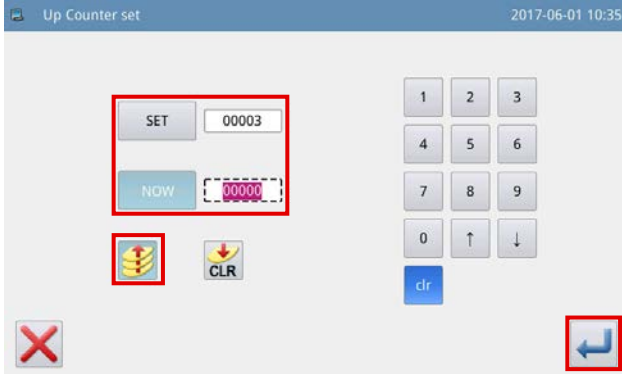 Up Counter set 2017-06-01 10:35
SET 00003
NOW 00000
CLR
1 2 3
4 5 6
7 8 9
0 ↑ ↓
clr